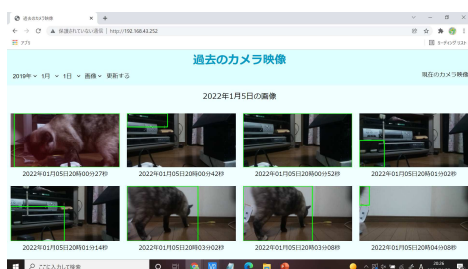 過去のカメラ映像
保護されていない通信 | http://192.168.43.252
アプリ
リーディングリスト
過去のカメラ映像
2019年 1月 1日 画像 更新する
現在のカメラ映像
2022年1月5日の画像
2022年01月05日20時00分27秒
2022年01月05日20時00分42秒
2022年01月05日20時00分52秒
2022年01月05日20時01分02秒
2022年01月05日20時01分14秒
2022年01月05日20時03分02秒
2022年01月05日20時03分08秒
2022年01月05日20時04分08秒
ここに入力して検索
20:26